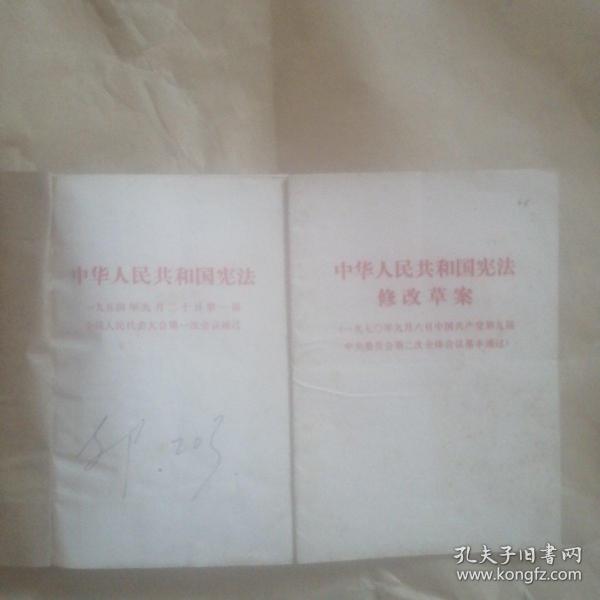 中华人民共和国宪法
一九五四年九月二十日第一届
全国人民代表大会第一次会议通过
中华人民共和国宪法
修改草案
（一九七〇年九月六日中国共产党第九届
中央委员会第二次全体会议基本通过）
孔夫子旧书网
www.kongfz.com